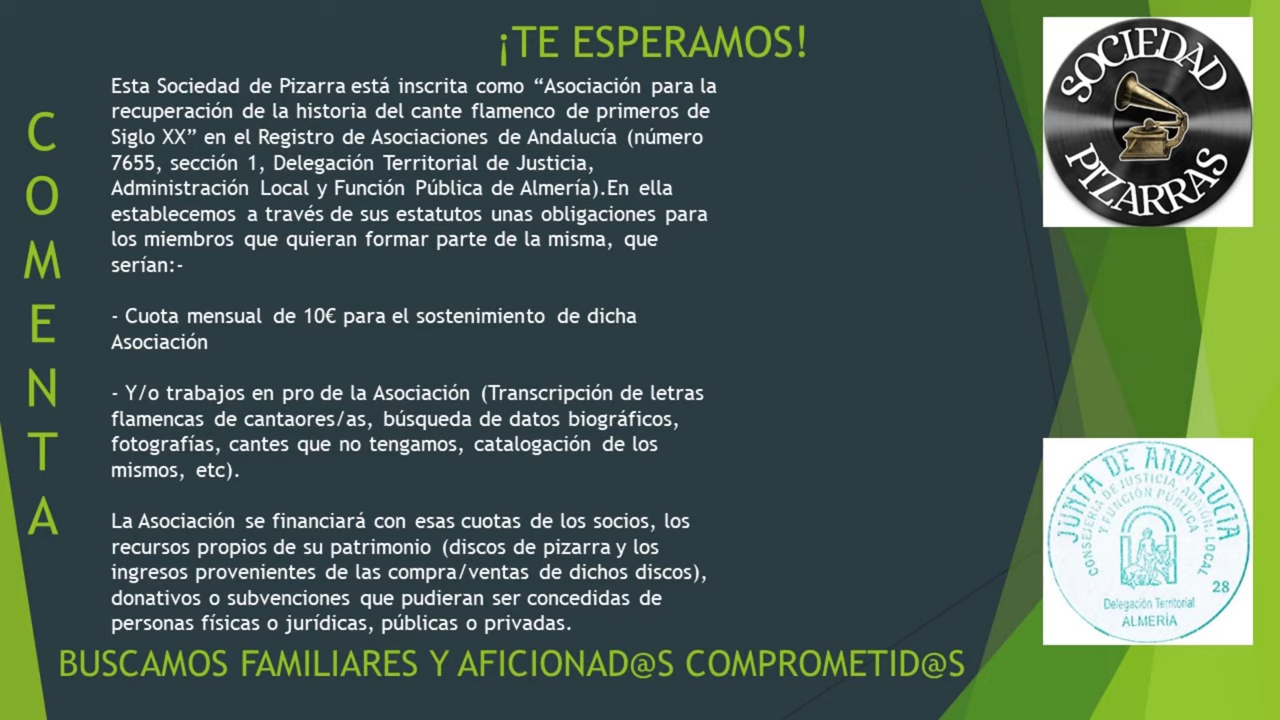 ¡TE ESPERAMOS!
COMENTA
Esta Sociedad de Pizarra está inscrita como “Asociación para la
recuperación de la historia del cante flamenco de primeros de
Siglo XX” en el Registro de Asociaciones de Andalucía (número
7655, sección 1, Delegación Territorial de Justicia,
Administración Local y Función Pública de Almería).En ella
establecemos a través de sus estatutos unas obligaciones para
los miembros que quieran formar parte de la misma, que
serían:-
- Cuota mensual de 10€ para el sostenimiento de dicha
Asociación
- Y/o trabajos en pro de la Asociación (Transcripción de letras
flamencas de cantaores/as, búsqueda de datos biográficos,
fotografías, cantes que no tengamos, catalogación de los
mismos, etc).
La Asociación se financiará con esas cuotas de los socios, los
recursos propios de su patrimonio (discos de pizarra y los
ingresos provenientes de las compra/ventas de dichos discos),
donativos o subvenciones que pudieran ser concedidas de
personas físicas o jurídicas, públicas o privadas.
BUSCAMOS FAMILIARES Y AFICIONAD@S COMPROMETID@S
SOCIEDAD
PIZARRAS
JUNTA DE ANDALUCIA
CONSEJERÍA DE JUSTICIA, ADMÓN. LOCAL
Y FUNCIÓN PÚBLICA
28
Delegación Territorial
ALMERÍA